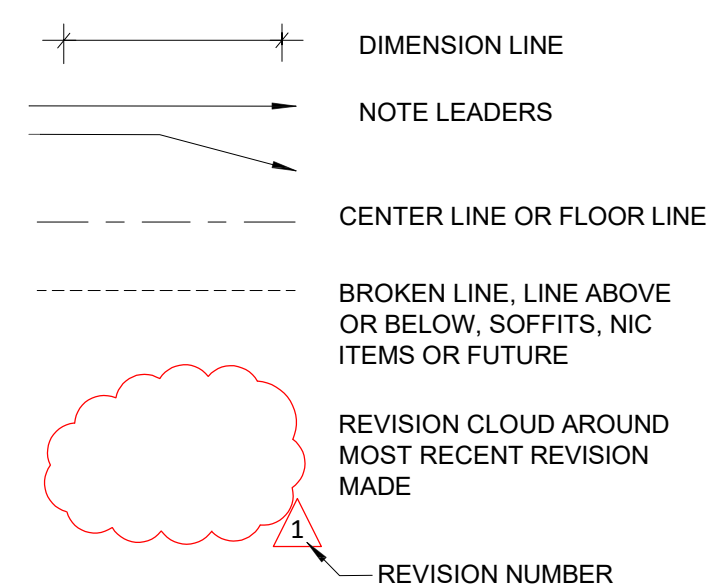 DIMENSION LINE
NOTE LEADERS
CENTER LINE OR FLOOR LINE
BROKEN LINE, LINE ABOVE
OR BELOW, SOFFITS, NIC
ITEMS OR FUTURE
REVISION CLOUD AROUND
MOST RECENT REVISION
MADE
1
REVISION NUMBER